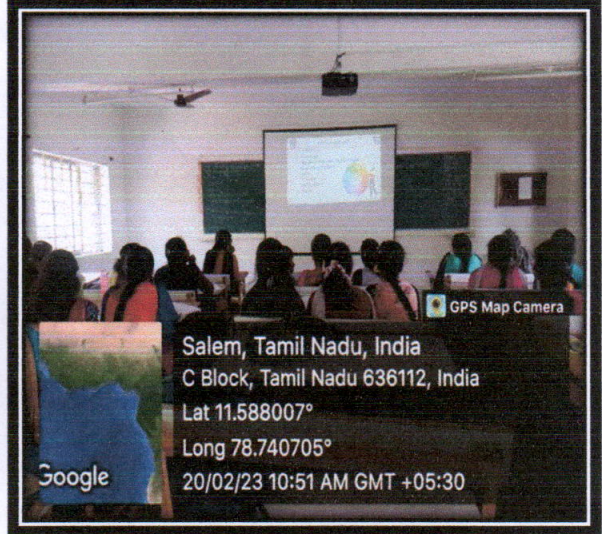 GPS Map Camera
Salem, Tamil Nadu, India
C Block, Tamil Nadu 636112, India
Lat 11.588007°
Long 78.740705°
20/02/23 10:51 AM GMT +05:30
Google